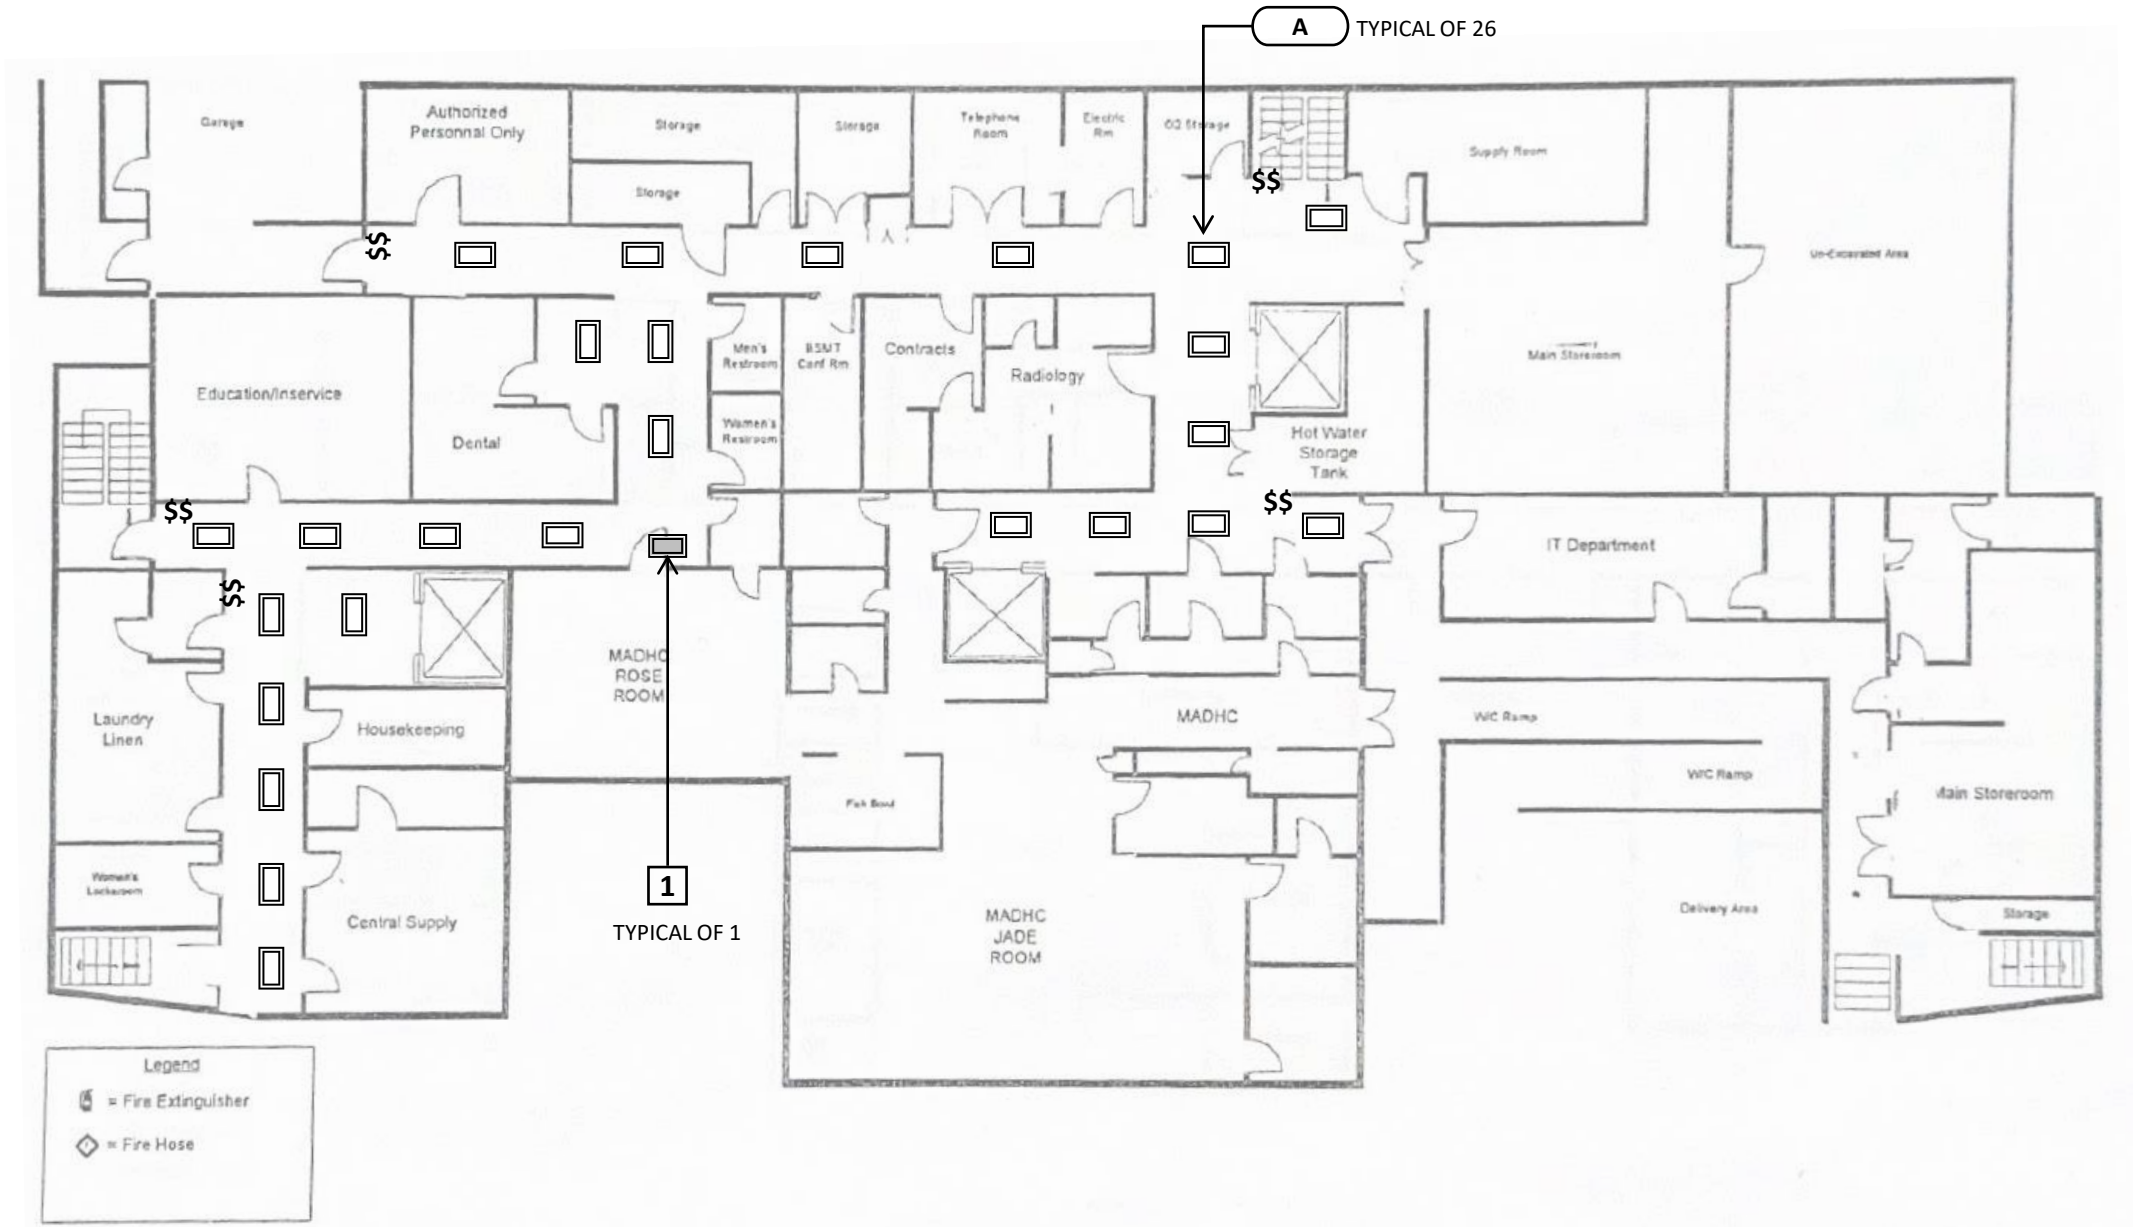 A
TYPICAL OF 26
Garage
Authorized
Personnal Only
Storage
Storage
Storage
Telephone
Room
Electric
Rm
O2 Storage
Supply Room
$$
$$
Un-Excavated Area
Education/Inservice
Dental
Men's
Restroom
Women's
Restroom
BSMT
Conf Rm
Contracts
Radiology
Hot Water
Storage
Tank
Main Storeroom
$$
$$
$$
IT Department
MADHC
ROSE
ROOM
Laundry
Linen
Housekeeping
MADHC
W/C Ramp
W/C Ramp
Main Storeroom
Fish Bowl
Women's
Lockeroom
Central Supply
1
TYPICAL OF 1
MADHC
JADE
ROOM
Delivery Area
Storage
Legend
= Fire Extinguisher
= Fire Hose